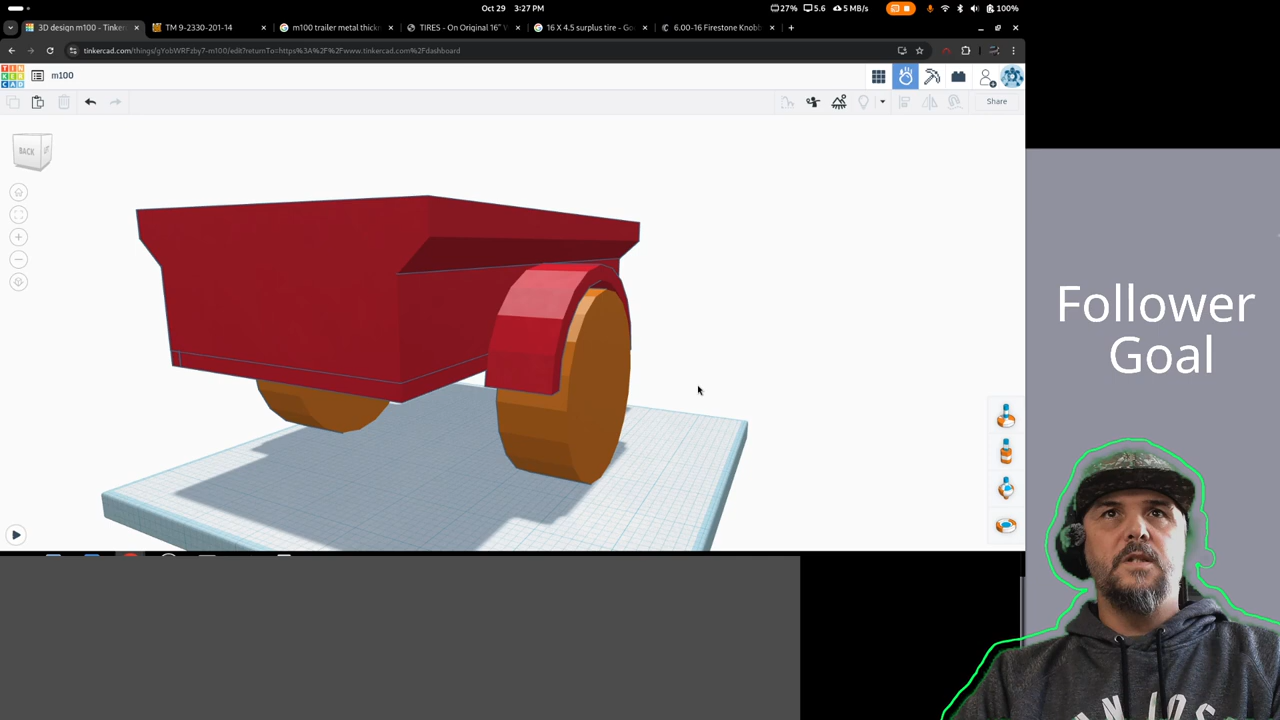 Oct 29 3:27 PM
27% 5.6 5 MB/s 100%
3D design m100 - Tinker
TM 9-2330-201-14
m100 trailer metal thick
TIRES - On Original 16" W
16 X 4.5 surplus tire - Go
6.00-16 Firestone Knobb
tinkercad.com/things/gYobWRFzby7-m100/edit?returnTo=https%3A%2F%2Fwww.tinkercad.com%2Fdashboard
TIN
KER
CAD
m100
Share
BACK
Follower
Goal